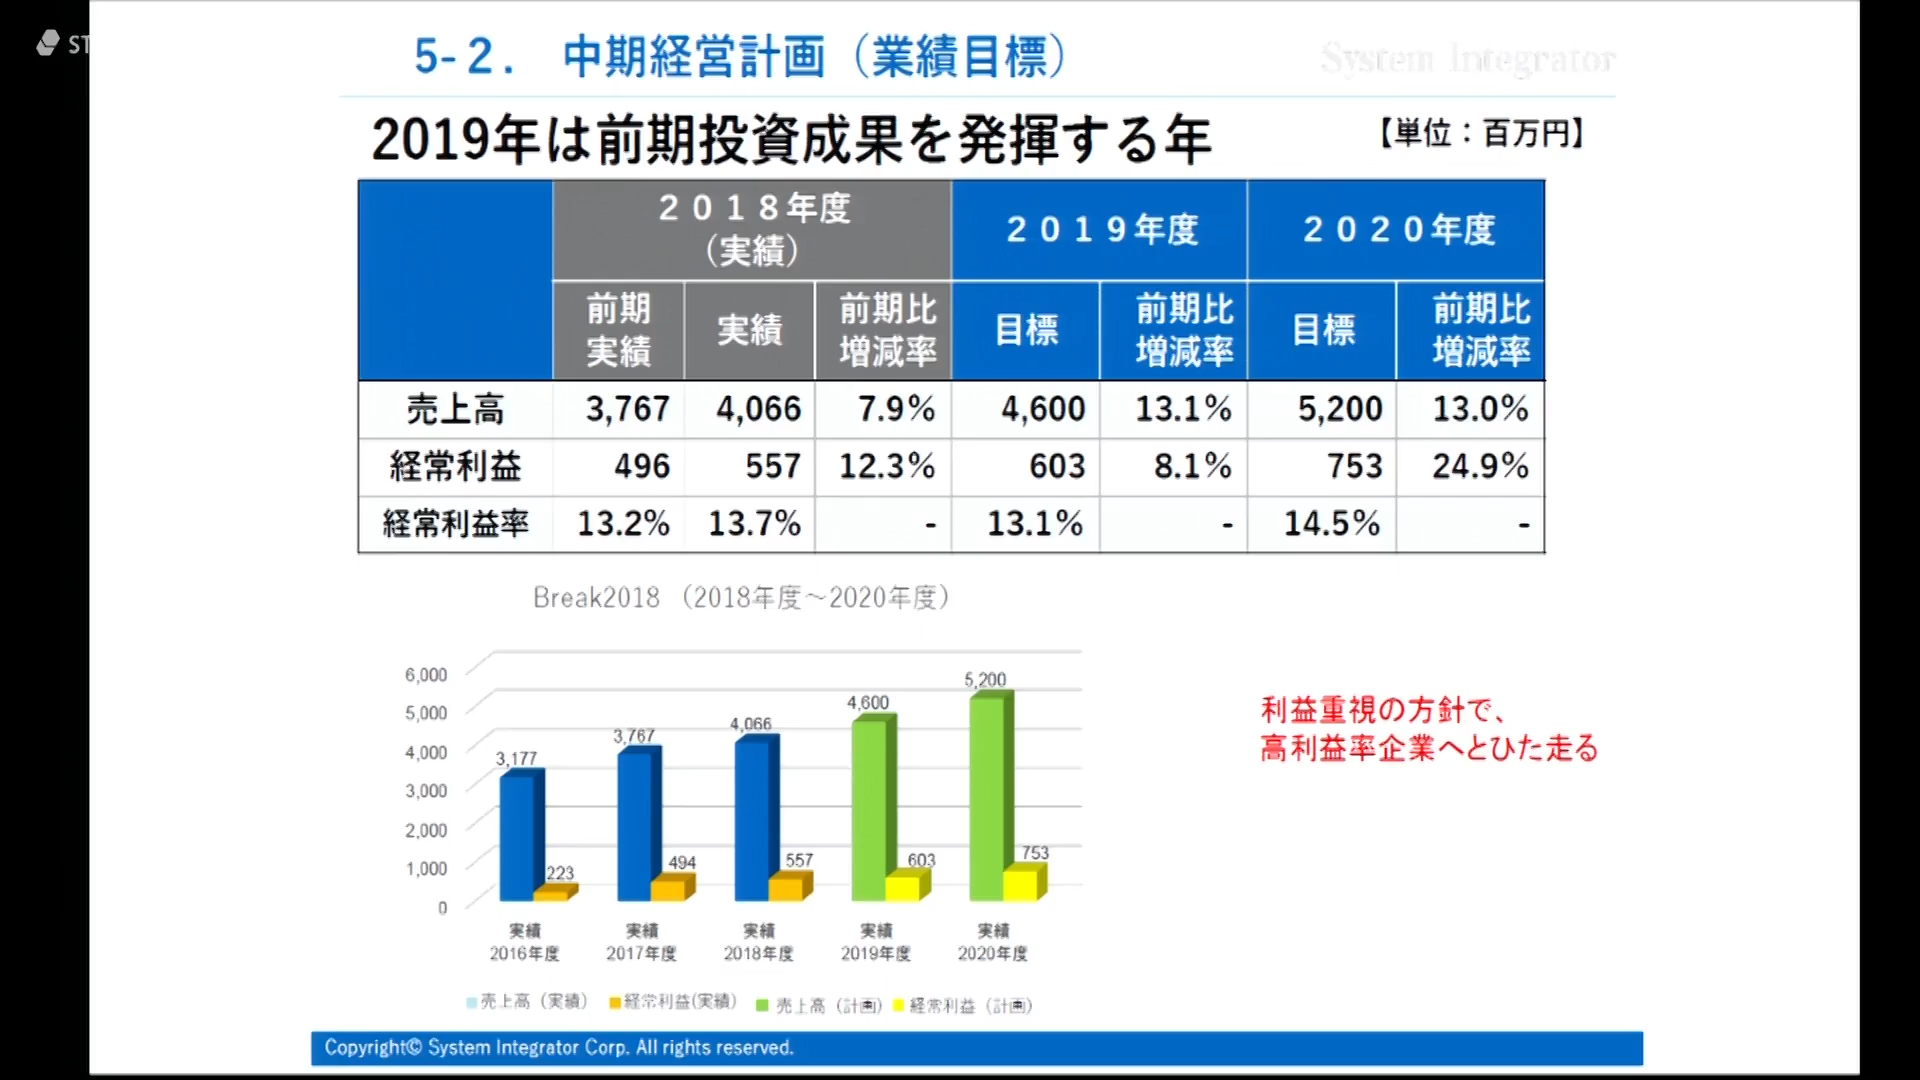 ST
5-２． 中期経営計画（業績目標）
System Integrator
2019年は前期投資成果を発揮する年
【単位：百万円】
２０１８年度
（実績）
２０１９年度
２０２０年度
前期
実績
実績
前期比
増減率
目標
前期比
増減率
目標
前期比
増減率
売上高 3,767 4,066 7.9% 4,600 13.1% 5,200 13.0%
経常利益 496 557 12.3% 603 8.1% 753 24.9%
経常利益率 13.2% 13.7% - 13.1% - 14.5% -
Break2018 （2018年度～2020年度）
6,000
5,000
4,000
3,000
2,000
1,000
0
3,177
223
3,767
494
4,066
557
4,600
603
5,200
753
実績
2016年度
実績
2017年度
実績
2018年度
実績
2019年度
実績
2020年度
売上高（実績） 経常利益(実績) 売上高（計画） 経常利益（計画）
利益重視の方針で、
高利益率企業へとひた走る
Copyright© System Integrator Corp. All rights reserved.